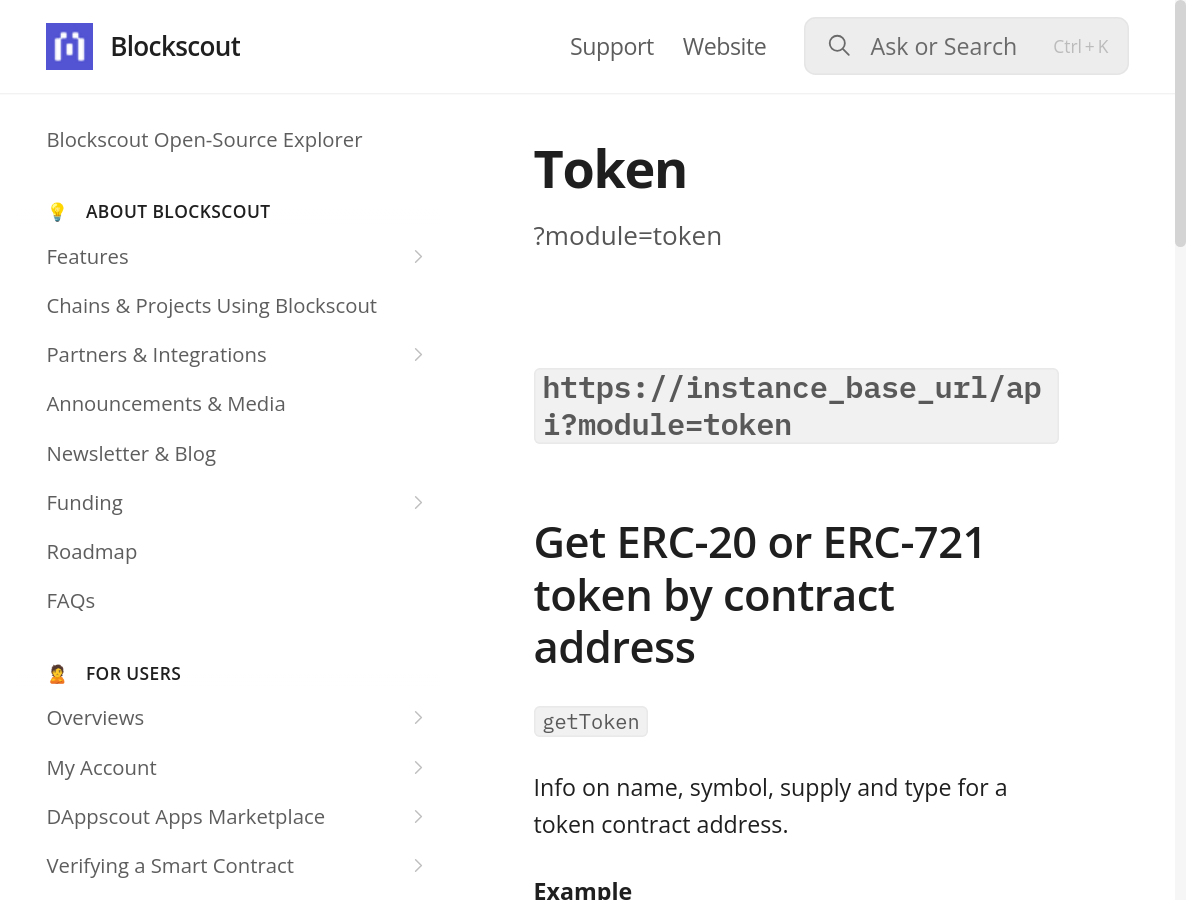 Blockscout
Support
Website
Ask or Search
Ctrl + K
Blockscout Open-Source Explorer
💡 ABOUT BLOCKSCOUT
Features
Chains & Projects Using Blockscout
Partners & Integrations
Announcements & Media
Newsletter & Blog
Funding
Roadmap
FAQs
🙎 FOR USERS
Overviews
My Account
DAppscout Apps Marketplace
Verifying a Smart Contract
Token
?module=token
https://instance_base_url/ap
i?module=token
Get ERC-20 or ERC-721
token by contract
address
getToken
Info on name, symbol, supply and type for a
token contract address.
Example